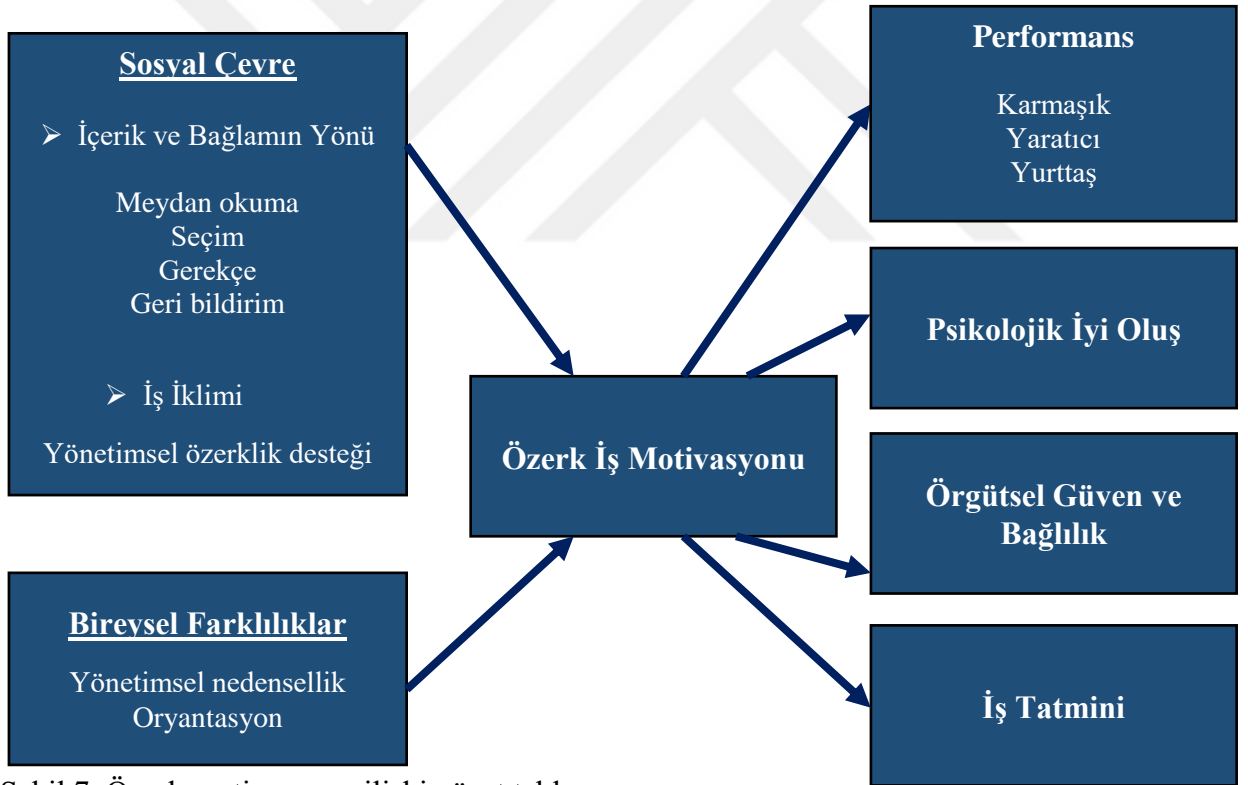 Sosyal Çevre
➢ İçerik ve Bağlamın Yönü
Meydan okuma
Seçim
Gerekçe
Geri bildirim
➢ İş İklimi
Yönetimsel özerklik desteği
Bireysel Farklılıklar
Yönetimsel nedensellik
Oryantasyon
Özerk İş Motivasyonu
Performans
Karmaşık
Yaratıcı
Yurttaş
Psikolojik İyi Oluş
Örgütsel Güven ve
Bağlılık
İş Tatmini